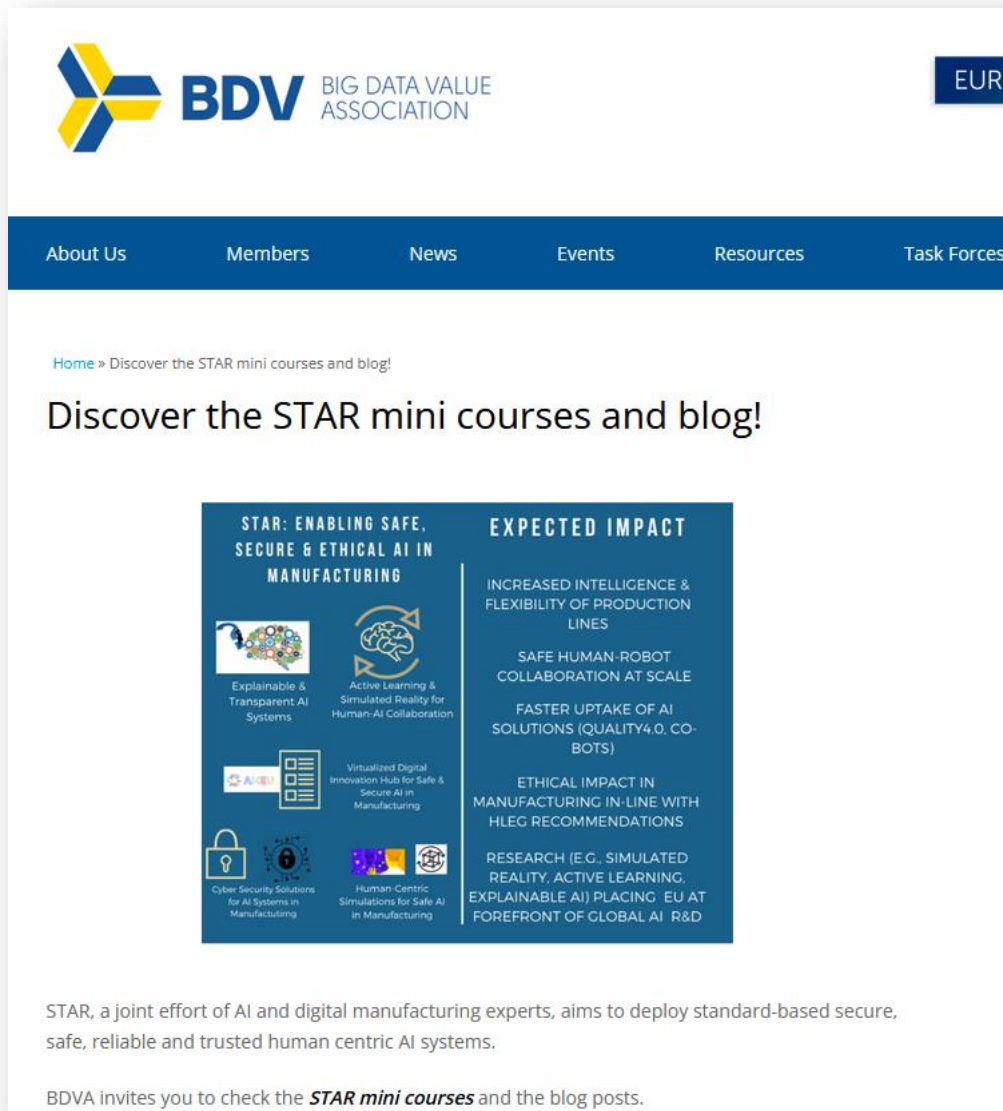 BDV BIG DATA VALUE
ASSOCIATION
EUR
About Us Members News Events Resources Task Forces
Home » Discover the STAR mini courses and blog!
Discover the STAR mini courses and blog!
STAR: ENABLING SAFE,
SECURE & ETHICAL AI IN
MANUFACTURING
Explainable &
Transparent AI
Systems
Active Learning &
Simulated Reality for
Human-AI Collaboration
Virtualized Digital
Innovation Hub for Safe &
Secure AI in
Manufacturing
Cyber Security Solutions
for AI Systems in
Manufactutirng
Human-Centric
Simulations for Safe AI
in Manufacturing
EXPECTED IMPACT
INCREASED INTELLIGENCE &
FLEXIBILITY OF PRODUCTION
LINES
SAFE HUMAN-ROBOT
COLLABORATION AT SCALE
FASTER UPTAKE OF AI
SOLUTIONS (QUALITY4.0, CO-
BOTS)
ETHICAL IMPACT IN
MANUFACTURING IN-LINE WITH
HLEG RECOMMENDATIONS
RESEARCH (E.G., SIMULATED
REALITY, ACTIVE LEARNING,
EXPLAINABLE AI) PLACING EU AT
FOREFRONT OF GLOBAL AI R&D
STAR, a joint effort of AI and digital manufacturing experts, aims to deploy standard-based secure,
safe, reliable and trusted human centric AI systems.
BDVA invites you to check the STAR mini courses and the blog posts.